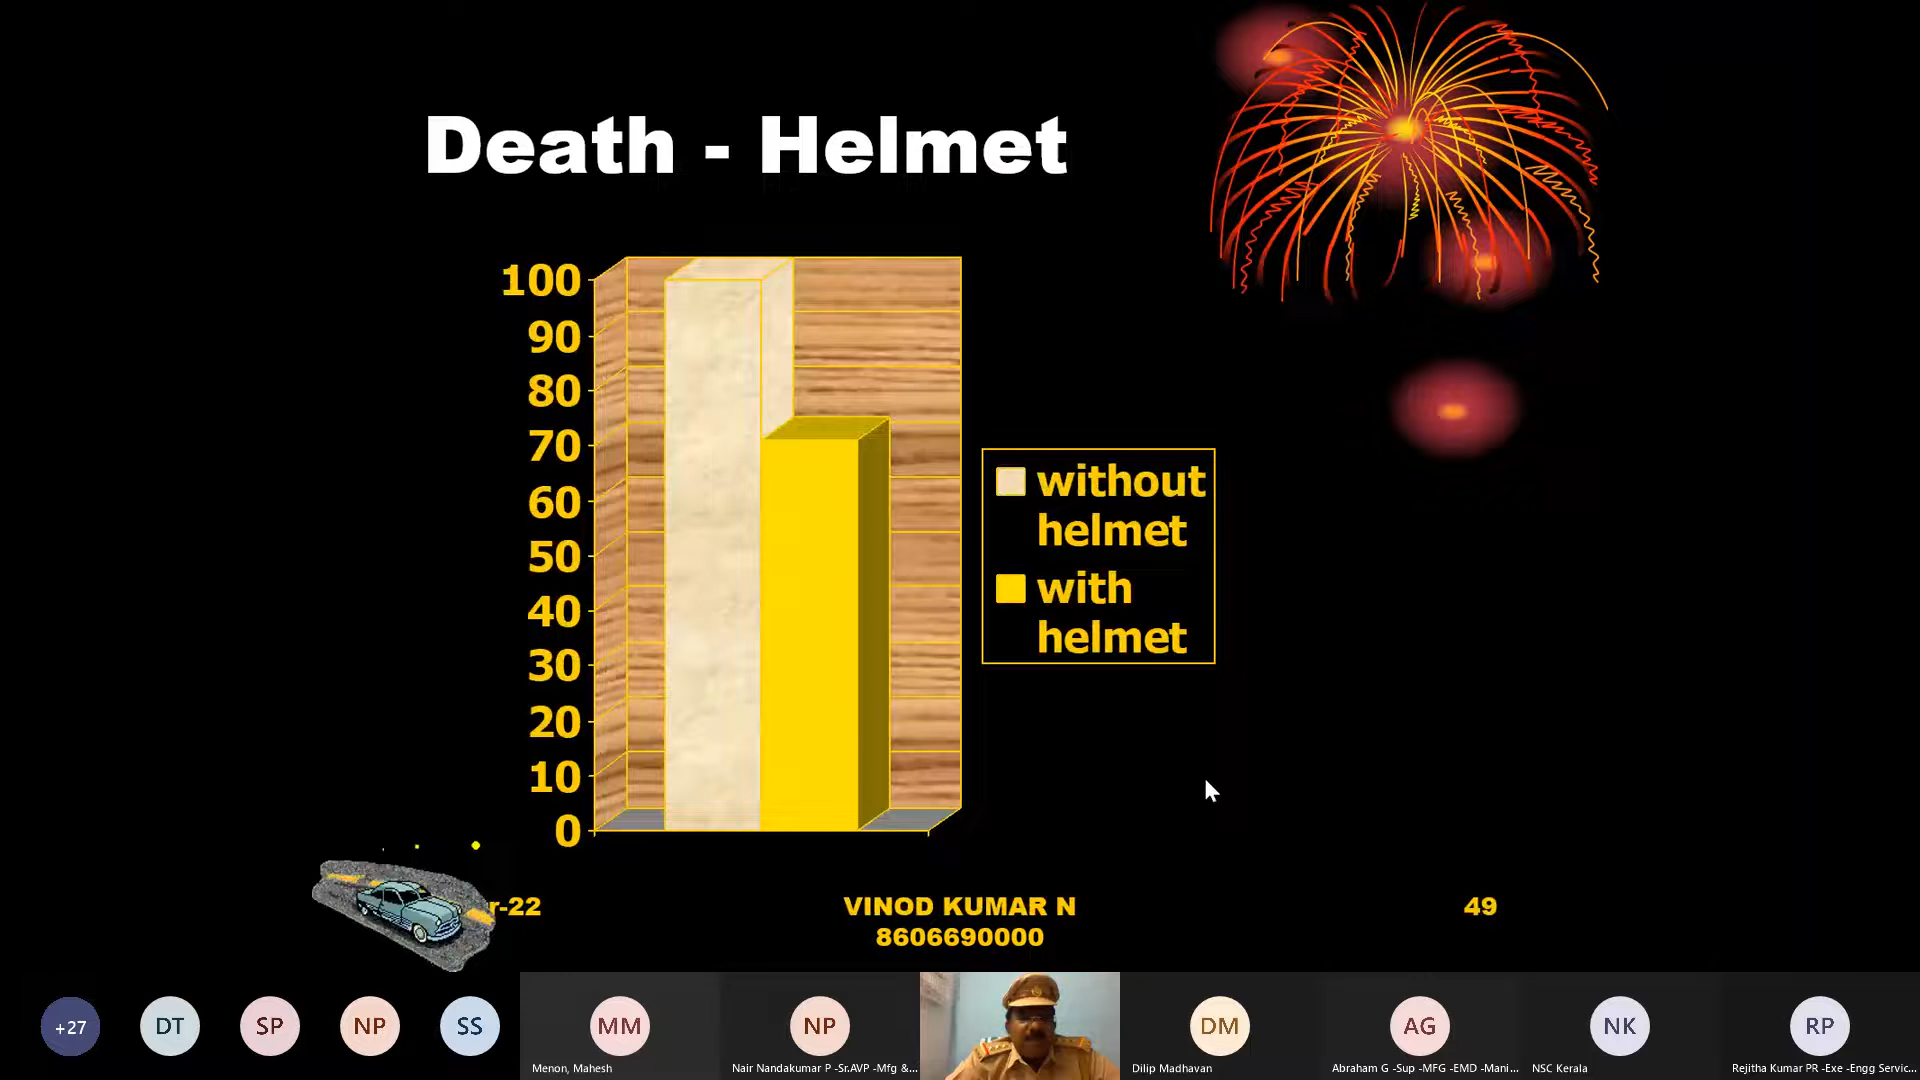 Death - Helmet
100
90
80
70
60
50
40
30
20
10
0
without
helmet
with
helmet
r-22
VINOD KUMAR N
8606690000
49
+27
DT
SP
NP
SS
MM
NP
DM
AG
NK
RP
Menon, Mahesh
Nair Nandakumar P -Sr.AVP -Mfg &...
Dilip Madhavan
Abraham G -Sup -MFG -EMD -Mani...
NSC Kerala
Rejitha Kumar PR -Exe -Engg Servic...